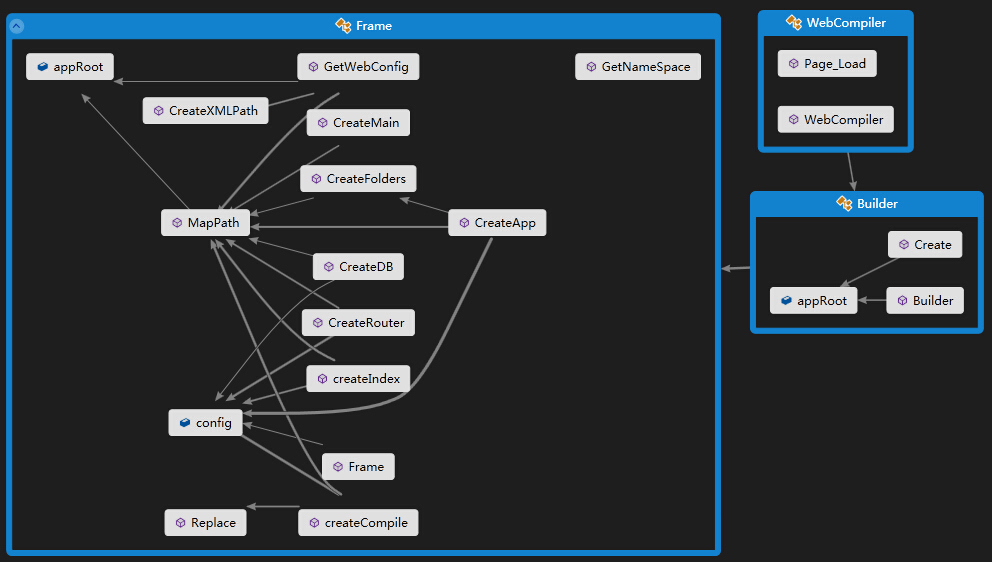 Frame
appRoot
GetWebConfig
GetNameSpace
CreateXMLPath
CreateMain
CreateFolders
MapPath
CreateApp
CreateDB
CreateRouter
createIndex
config
Frame
Replace
createCompile
WebCompiler
Page_Load
WebCompiler
Builder
Create
appRoot
Builder